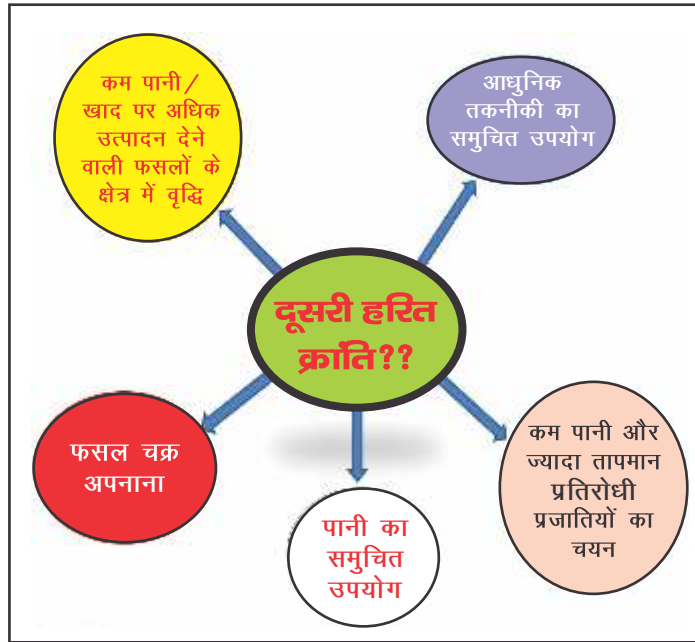 कम पानी/
खाद पर अधिक
उत्पादन देने
वाली फसलों के
क्षेत्र में वृद्धि
आधुनिक
तकनीकी का
समुचित उपयोग
दूसरी हरित
क्रांति??
फसल चक्र
अपनाना
पानी का
समुचित
उपयोग
कम पानी और
ज्यादा तापमान
प्रतिरोधी
प्रजातियों का
चयन